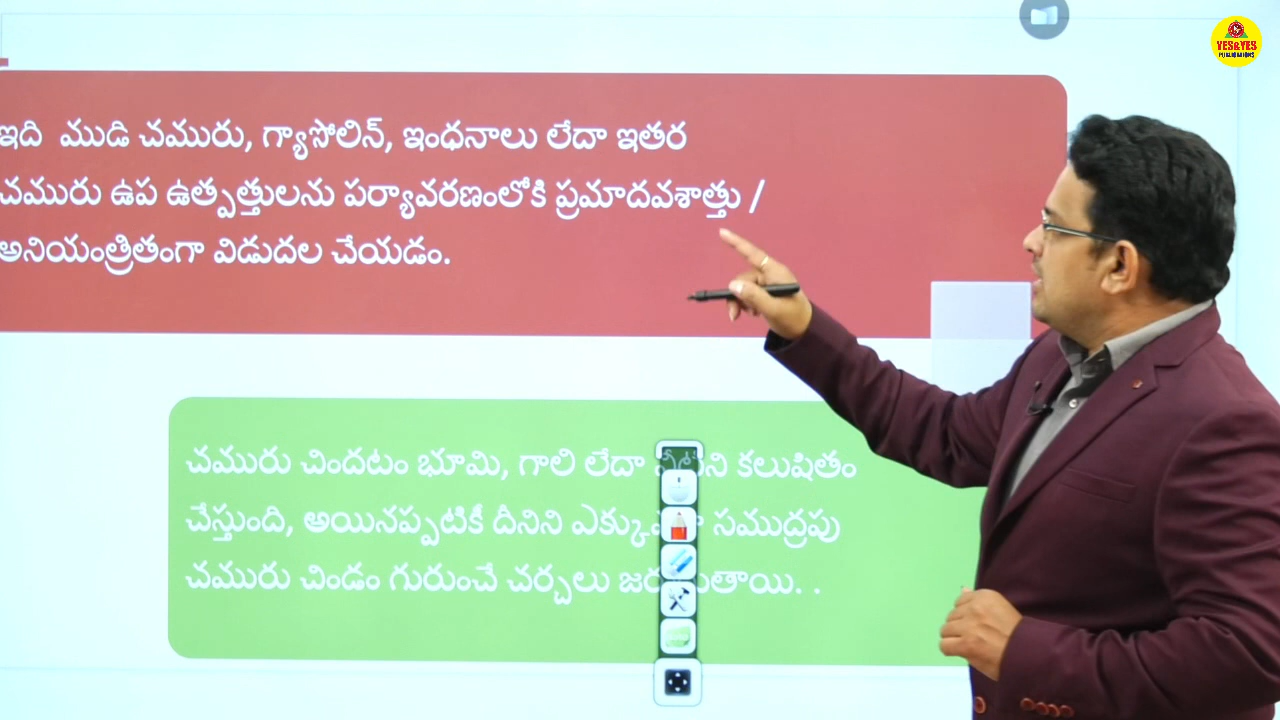 ఇది ముడి చమురు, గ్యాసోలిన్, ఇంధనాలు లేదా ఇతర
చమురు ఉప ఉత్పత్తులను పర్యావరణంలోకి ప్రమాదవశాత్తు /
అనియంత్రితంగా విడుదల చేయడం.
చమురు చిందటం భూమి, గాలి లేదా కలుషితం
చేస్తుంది, అయినప్పటికీ దీనిని సముద్రపు
చమురు చిండం గురుంచే చర్చలు . .
YES&YES
PUBLICATIONS